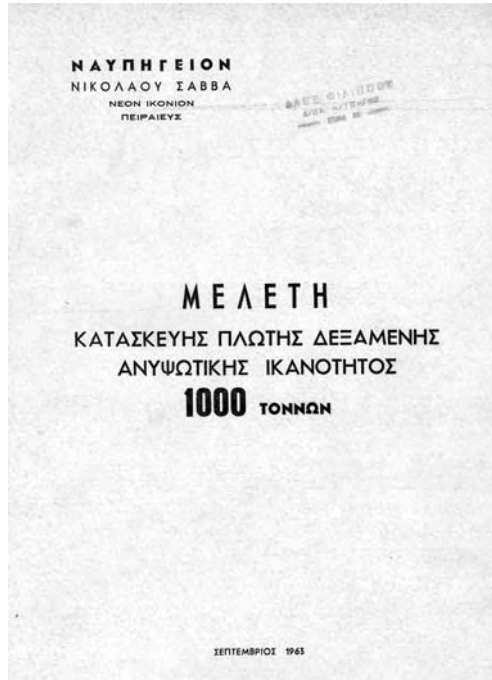 ΝΑΥΠΗΓΕΙΟΝ
ΝΙΚΟΛΑΟΥ ΣΑΒΒΑ
ΝΕΟΝ ΙΚΟΝΙΟΝ
ΠΕΙΡΑΙΕΥΣ
ΜΕΛΕΤΗ
ΚΑΤΑΣΚΕΥΗΣ ΠΛΩΤΗΣ ΔΕΞΑΜΕΝΗΣ
ΑΝΥΨΩΤΙΚΗΣ ΙΚΑΝΟΤΗΤΟΣ
1000 ΤΟΝΝΩΝ
ΣΕΠΤΕΜΒΡΙΟΣ 1963